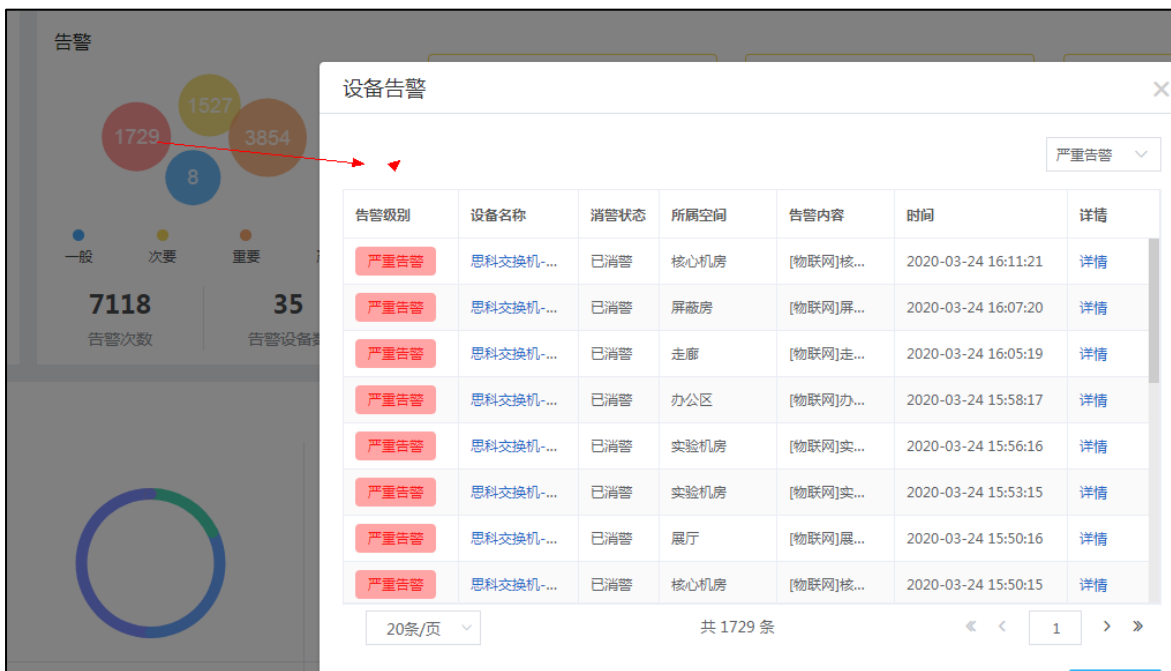 告警
1527
1729
3854
8
一般 次要 重要
7118 35
告警次数 告警设备数
设备告警
严重告警
告警级别 设备名称 消警状态 所属空间 告警内容 时间 详情
严重告警 思科交换机-... 已消警 核心机房 [物联网]核... 2020-03-24 16:11:21 详情
严重告警 思科交换机-... 已消警 屏蔽房 [物联网]屏... 2020-03-24 16:07:20 详情
严重告警 思科交换机-... 已消警 走廊 [物联网]走... 2020-03-24 16:05:19 详情
严重告警 思科交换机-... 已消警 办公区 [物联网]办... 2020-03-24 15:58:17 详情
严重告警 思科交换机-... 已消警 实验机房 [物联网]实... 2020-03-24 15:56:16 详情
严重告警 思科交换机-... 已消警 实验机房 [物联网]实... 2020-03-24 15:53:15 详情
严重告警 思科交换机-... 已消警 展厅 [物联网]展... 2020-03-24 15:50:16 详情
严重告警 思科交换机-... 已消警 核心机房 [物联网]核... 2020-03-24 15:50:15 详情
20条/页 共 1729 条 1